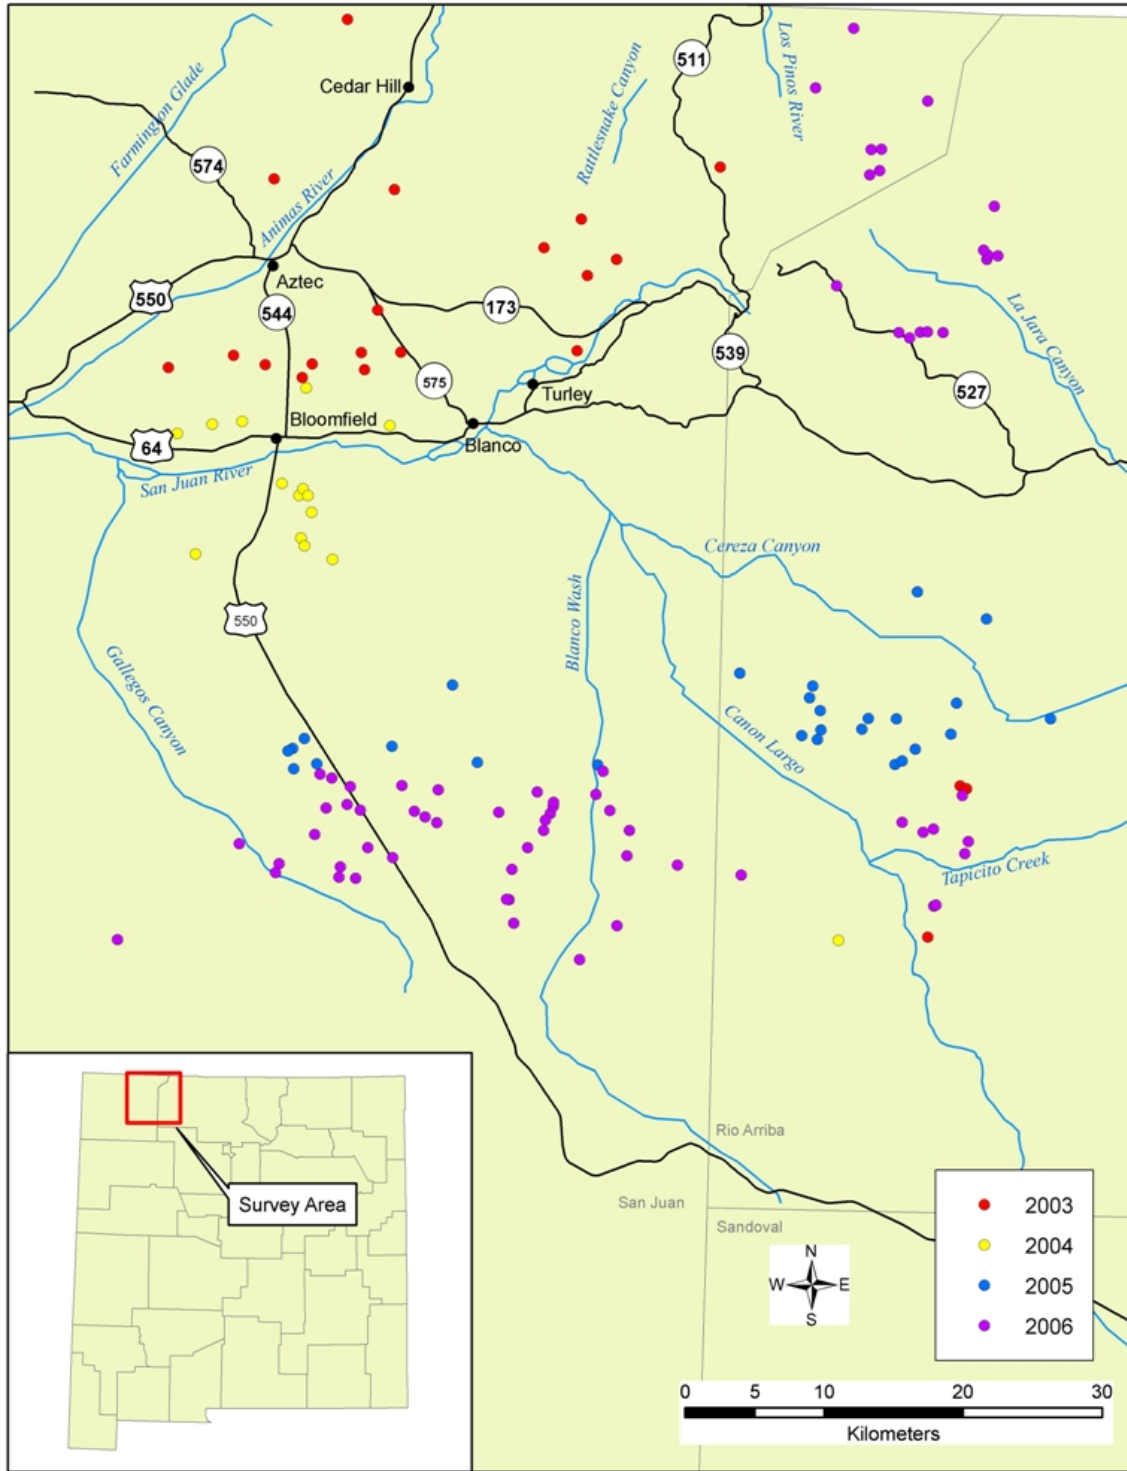 Cedar Hill
511
Los Pinos River
Rattlesnake Canyon
Farmington Glade
574
Animas River
Aztec
550
544
173
La Jara Canyon
539
575
Turley
527
Bloomfield
64
Blanco
San Juan River
Cereza Canyon
Blanco Wash
550
Gallegos Canyon
Canon Largo
Tapicito Creek
Rio Arriba
San Juan
Sandoval
Survey Area
2003
2004
2005
2006
N
W E
S
0 5 10 20 30
Kilometers